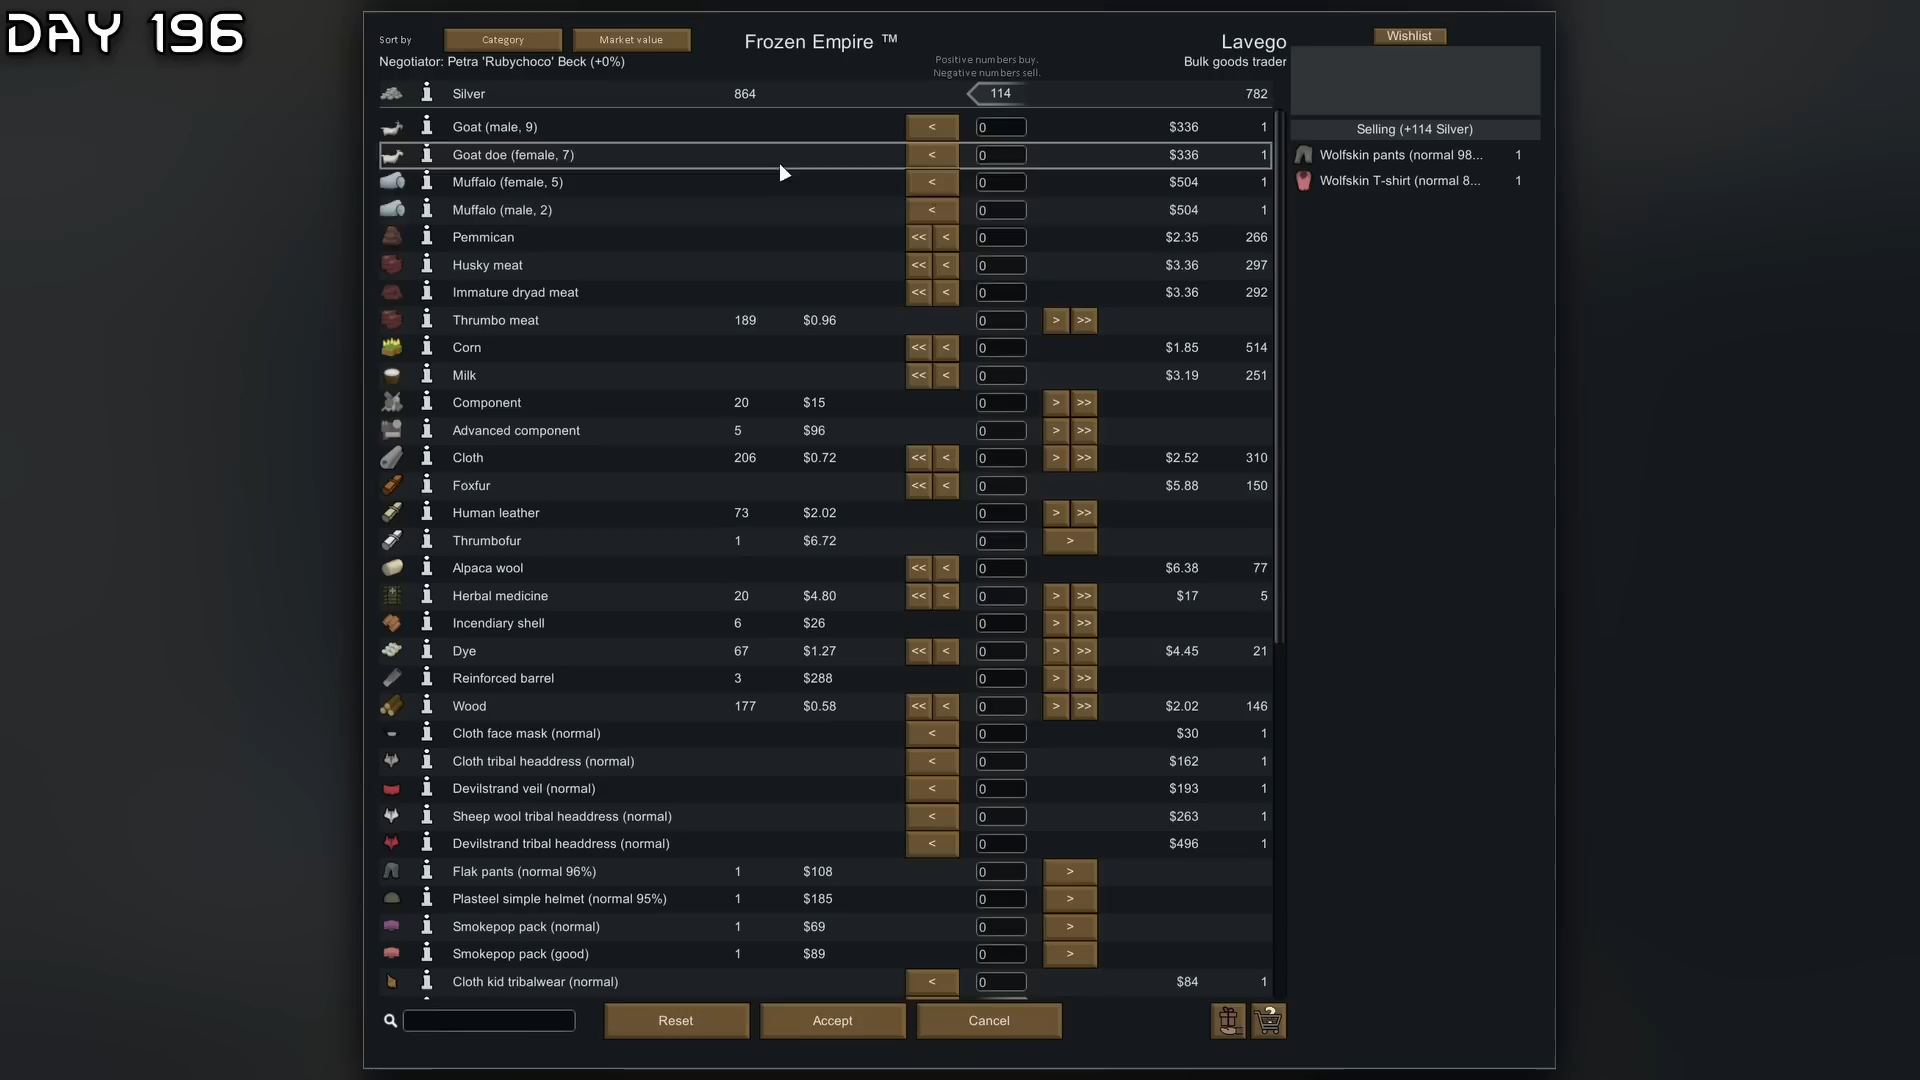 DAY 196
Sort by Category Market value Frozen Empire ™ Lavego Wishlist
Negotiator: Petra 'Rubychoco' Beck (+0%) Positive numbers buy. Bulk goods trader
Negative numbers sell.
Silver 864 114 782
Selling (+114 Silver)
Wolfskin pants (normal 98... 1
Wolfskin T-shirt (normal 8... 1
Goat (male, 9) < 0 $336 1
Goat doe (female, 7) < 0 $336 1
Muffalo (female, 5) < 0 $504 1
Muffalo (male, 2) < 0 $504 1
Pemmican << < 0 $2.35 266
Husky meat << < 0 $3.36 297
Immature dryad meat << < 0 $3.36 292
Thrumbo meat 189 $0.96 0 > >>
Corn << < 0 $1.85 514
Milk << < 0 $3.19 251
Component 20 $15 0 > >>
Advanced component 5 $96 0 > >>
Cloth 206 $0.72 << < 0 > >> $2.52 310
Foxfur << < 0 $5.88 150
Human leather 73 $2.02 0 > >>
Thrumbofur 1 $6.72 0 >
Alpaca wool << < 0 $6.38 77
Herbal medicine 20 $4.80 << < 0 > >> $17 5
Incendiary shell 6 $26 0 > >>
Dye 67 $1.27 << < 0 > >> $4.45 21
Reinforced barrel 3 $288 0 > >>
Wood 177 $0.58 << < 0 > >> $2.02 146
Cloth face mask (normal) < 0 $30 1
Cloth tribal headdress (normal) < 0 $162 1
Devilstrand veil (normal) < 0 $193 1
Sheep wool tribal headdress (normal) < 0 $263 1
Devilstrand tribal headdress (normal) < 0 $496 1
Flak pants (normal 96%) 1 $108 0 >
Plasteel simple helmet (normal 95%) 1 $185 0 >
Smokepop pack (normal) 1 $69 0 >
Smokepop pack (good) 1 $89 0 >
Cloth kid tribalwear (normal) < 0 $84 1
Reset Accept Cancel